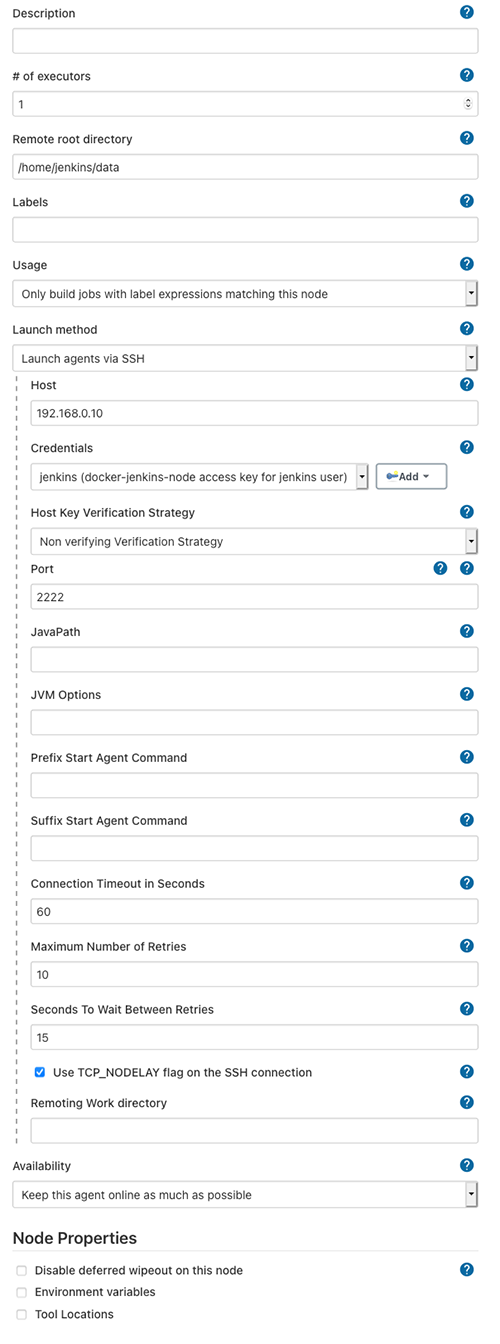 Description
# of executors
1
Remote root directory
/home/jenkins/data
Labels
Usage
Only build jobs with label expressions matching this node
Launch method
Launch agents via SSH
Host
192.168.0.10
Credentials
jenkins (docker-jenkins-node access key for jenkins user)
Add
Host Key Verification Strategy
Non verifying Verification Strategy
Port
2222
JavaPath
JVM Options
Prefix Start Agent Command
Suffix Start Agent Command
Connection Timeout in Seconds
60
Maximum Number of Retries
10
Seconds To Wait Between Retries
15
Use TCP_NODELAY flag on the SSH connection
Remoting Work directory
Availability
Keep this agent online as much as possible
Node Properties
Disable deferred wipeout on this node
Environment variables
Tool Locations